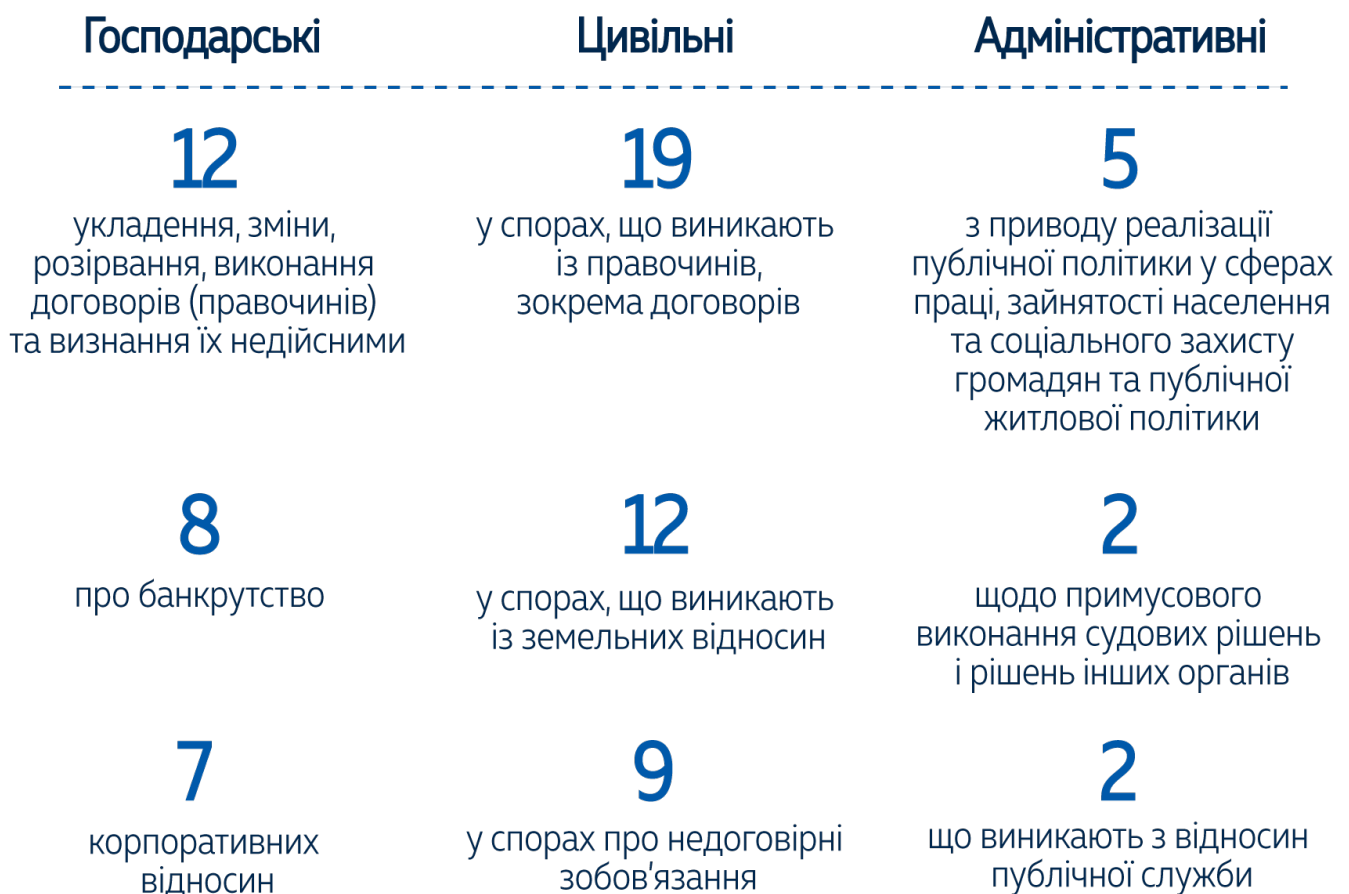 Господарські
Цивільні
Адміністративні
12
укладення, зміни,
розірвання, виконання
договорів (правочинів)
та визнання їх недійсними
19
у спорах, що виникають
із правочинів,
зокрема договорів
5
з приводу реалізації
публічної політики у сферах
праці, зайнятості населення
та соціального захисту
громадян та публічної
житлової політики
8
про банкрутство
12
у спорах, що виникають
із земельних відносин
2
щодо примусового
виконання судових рішень
і рішень інших органів
7
корпоративних
відносин
9
у спорах про недоговірні
зобов'язання
2
що виникають з відносин
публічної служби